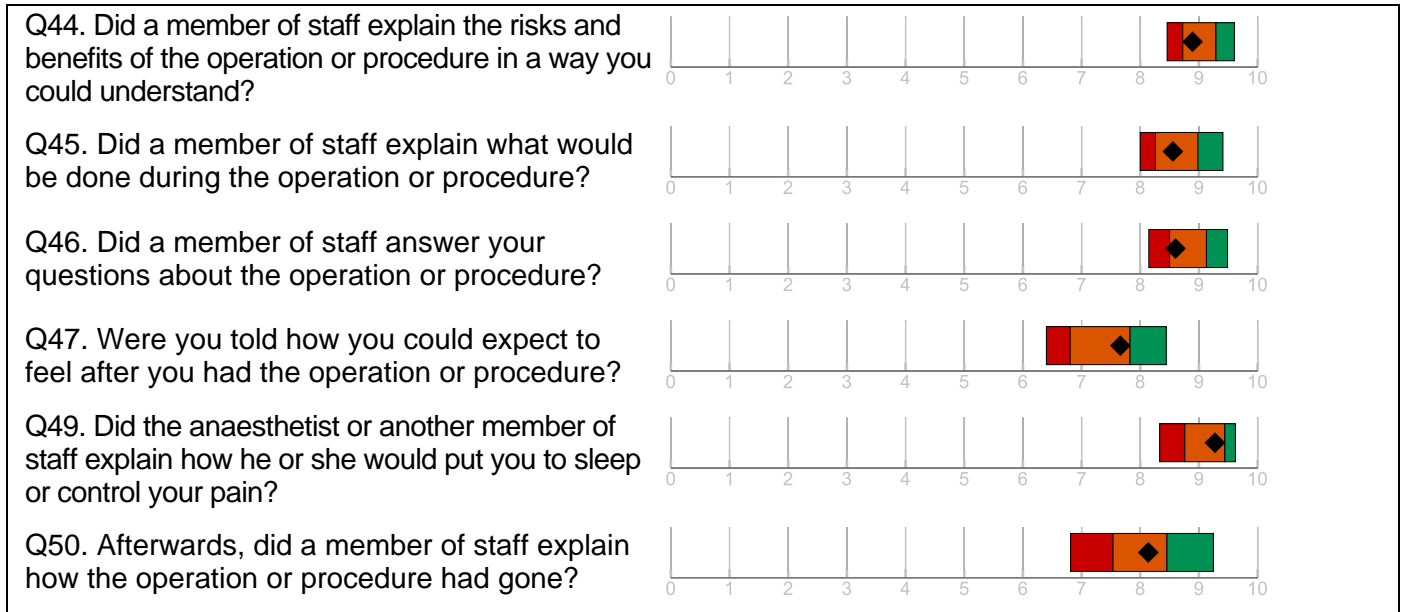 Q44. Did a member of staff explain the risks and
benefits of the operation or procedure in a way you
could understand?
0 1 2 3 4 5 6 7 8 9 10
Q45. Did a member of staff explain what would
be done during the operation or procedure?
0 1 2 3 4 5 6 7 8 9 10
Q46. Did a member of staff answer your
questions about the operation or procedure?
0 1 2 3 4 5 6 7 8 9 10
Q47. Were you told how you could expect to
feel after you had the operation or procedure?
0 1 2 3 4 5 6 7 8 9 10
Q49. Did the anaesthetist or another member of
staff explain how he or she would put you to sleep
or control your pain?
0 1 2 3 4 5 6 7 8 9 10
Q50. Afterwards, did a member of staff explain
how the operation or procedure had gone?
0 1 2 3 4 5 6 7 8 9 10